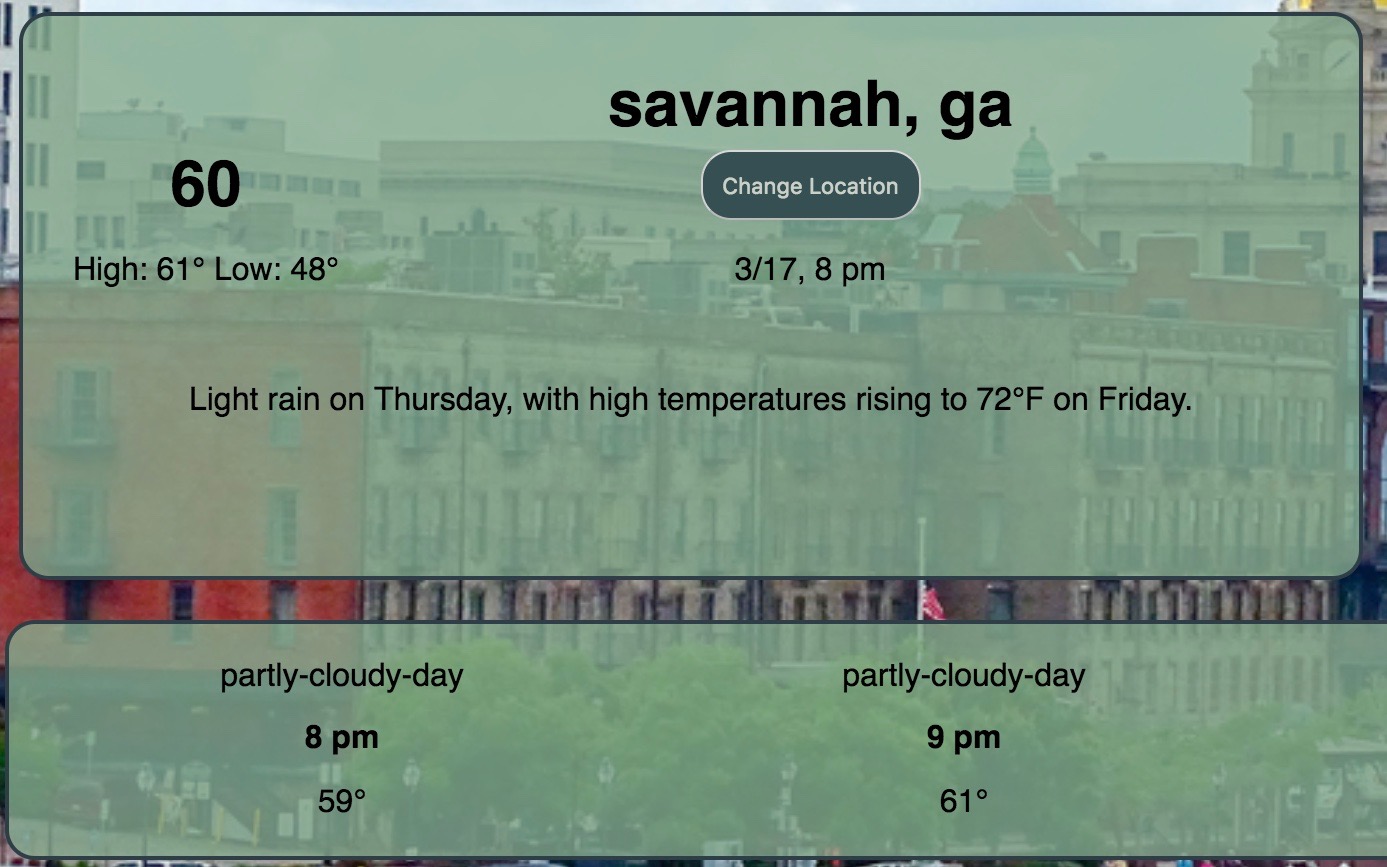 savannah, ga
60
Change Location
High: 61° Low: 48°
3/17, 8 pm
Light rain on Thursday, with high temperatures rising to 72°F on Friday.
partly-cloudy-day
partly-cloudy-day
8 pm
9 pm
59°
61°